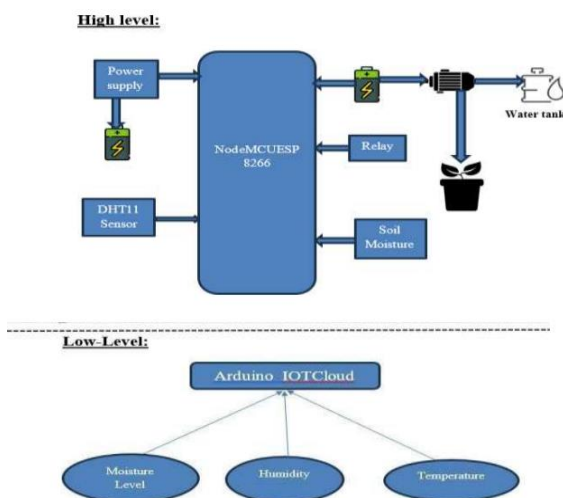 High level:
Power
supply
NodeMCUESP
8266
Water tank
Relay
DHT11
Sensor
Soil
Moisture
Low-Level:
Arduino IOTCloud
Moisture
Level
Humidity
Temperature